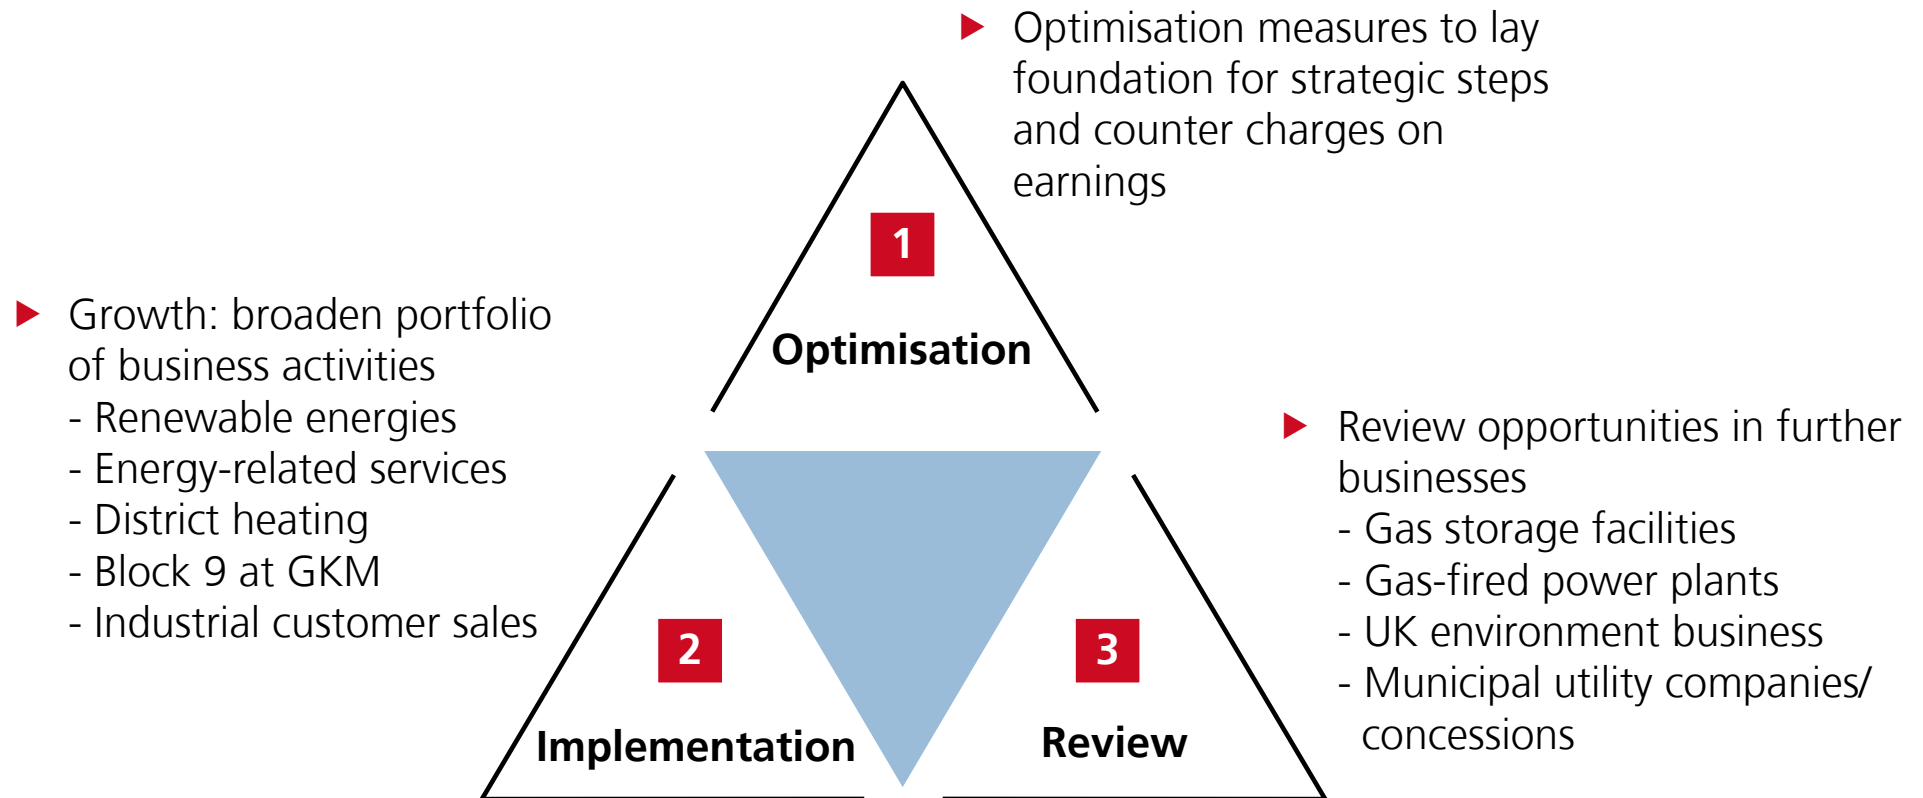 Optimisation measures to lay
foundation for strategic steps
and counter charges on
earnings
1
Optimisation
Growth: broaden portfolio
of business activities
- Renewable energies
- Energy-related services
- District heating
- Block 9 at GKM
- Industrial customer sales
2
Implementation
Review opportunities in further
businesses
- Gas storage facilities
- Gas-fired power plants
- UK environment business
- Municipal utility companies/
concessions
3
Review